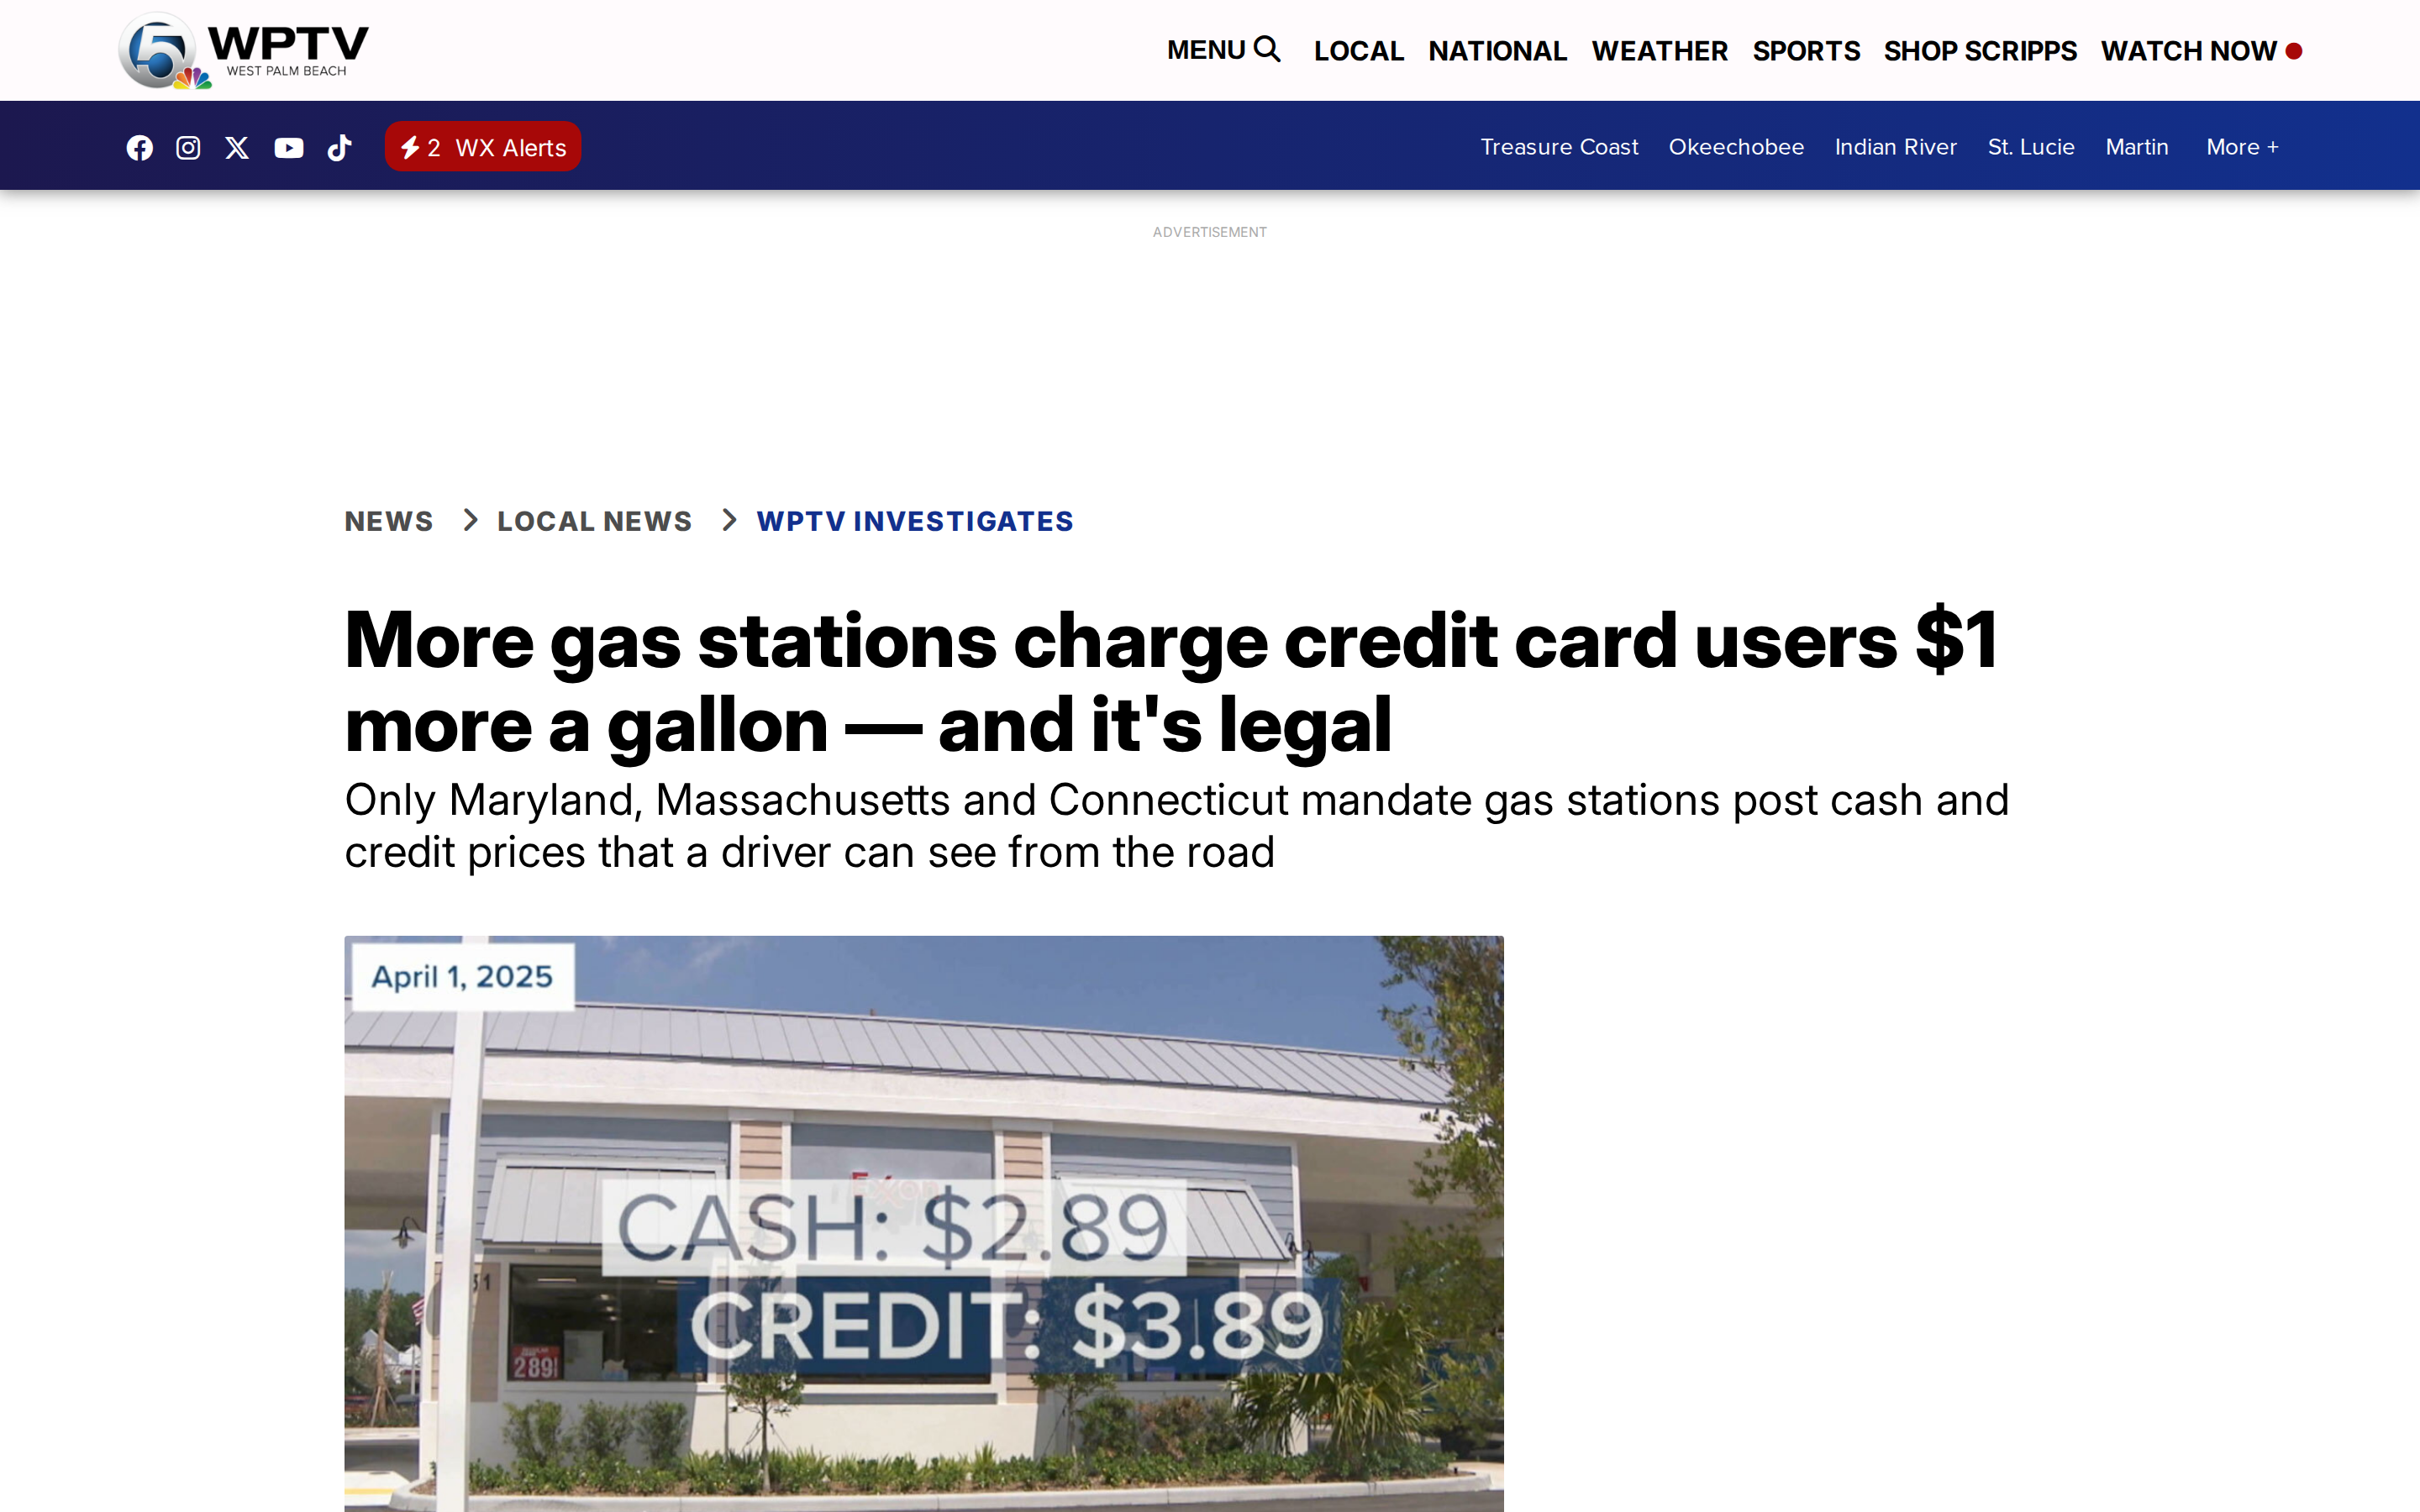 5 WPTV
WEST PALM BEACH
MENU LOCAL NATIONAL WEATHER SPORTS SHOP SCRIPPS WATCH NOW
2 WX Alerts
Treasure Coast Okeechobee Indian River St. Lucie Martin More +
ADVERTISEMENT
NEWS > LOCAL NEWS > WPTV INVESTIGATES
More gas stations charge credit card users $1
more a gallon — and it's legal
Only Maryland, Massachusetts and Connecticut mandate gas stations post cash and
credit prices that a driver can see from the road
April 1, 2025
Exxon
CASH: $2.89
CREDIT: $3.89
289